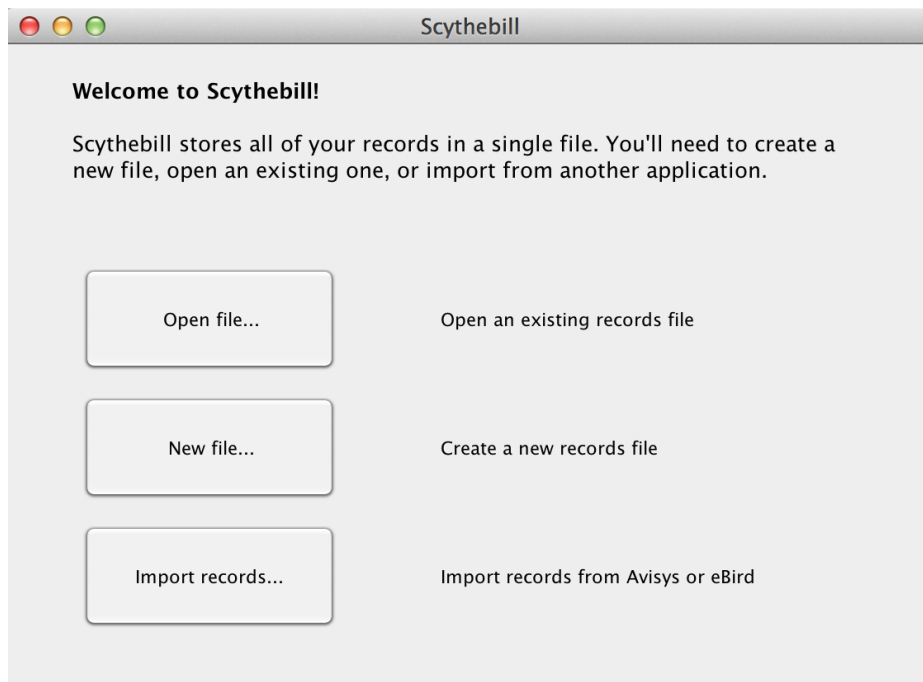 Scythebill
Welcome to Scythebill!
Scythebill stores all of your records in a single file. You'll need to create a
new file, open an existing one, or import from another application.
Open file...
Open an existing records file
New file...
Create a new records file
Import records...
Import records from Avisys or eBird